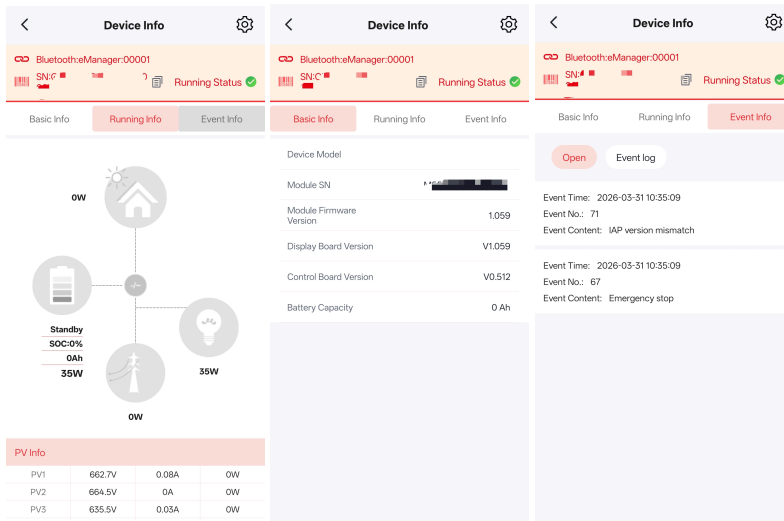 Device Info
Bluetooth:eManager:00001
SN:
Running Status
Basic Info
Running Info
Event Info
0W
Standby
SOC:0%
0Ah
35W
35W
0W
PV Info
PV1 662.7V 0.08A 0W
PV2 664.5V 0A 0W
PV3 635.5V 0.03A 0W
Device Info
Bluetooth:eManager:00001
SN:
Running Status
Basic Info
Running Info
Event Info
Device Model
Module SN
Module Firmware
Version
1.059
Display Board Version V1.059
Control Board Version V0.512
Battery Capacity 0 Ah
Device Info
Bluetooth:eManager:00001
SN:
Running Status
Basic Info
Running Info
Event Info
Open
Event log
Event Time: 2026-03-31 10:35:09
Event No.: 71
Event Content: IAP version mismatch
Event Time: 2026-03-31 10:35:09
Event No.: 67
Event Content: Emergency stop